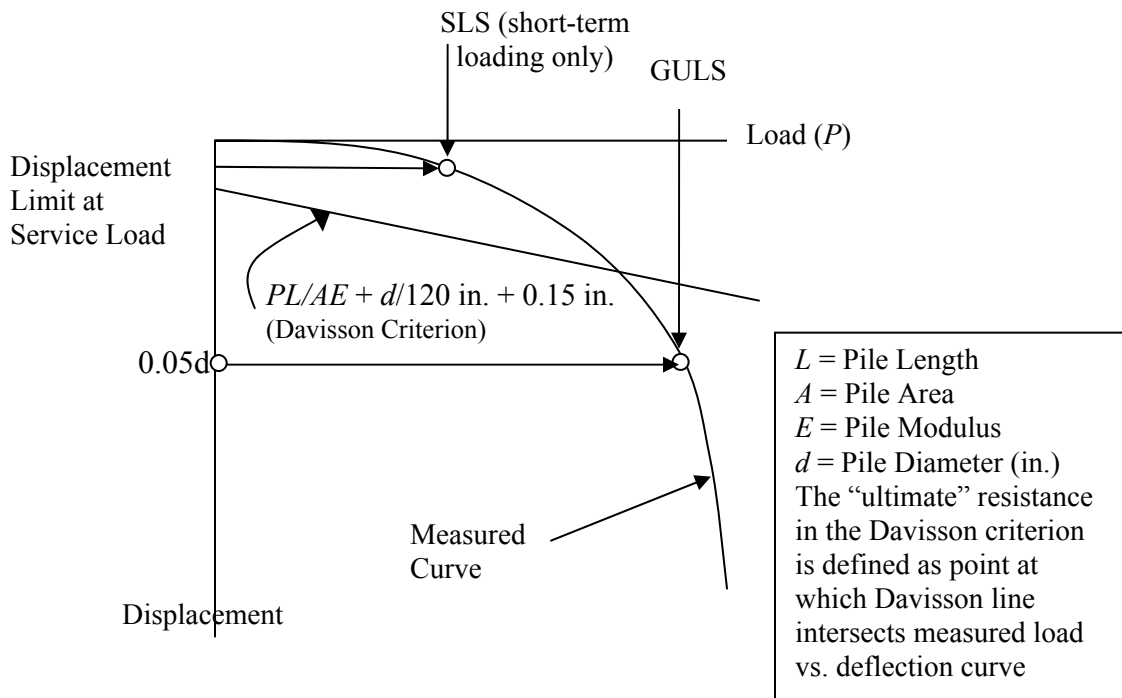 SLS (short-term
loading only)
GULS
Load (P)
Displacement
Limit at
Service Load
PL/AE + d/120 in. + 0.15 in.
(Davisson Criterion)
0.05d
Measured
Curve
Displacement
L = Pile Length
A = Pile Area
E = Pile Modulus
d = Pile Diameter (in.)
The “ultimate” resistance
in the Davisson criterion
is defined as point at
which Davisson line
intersects measured load
vs. deflection curve